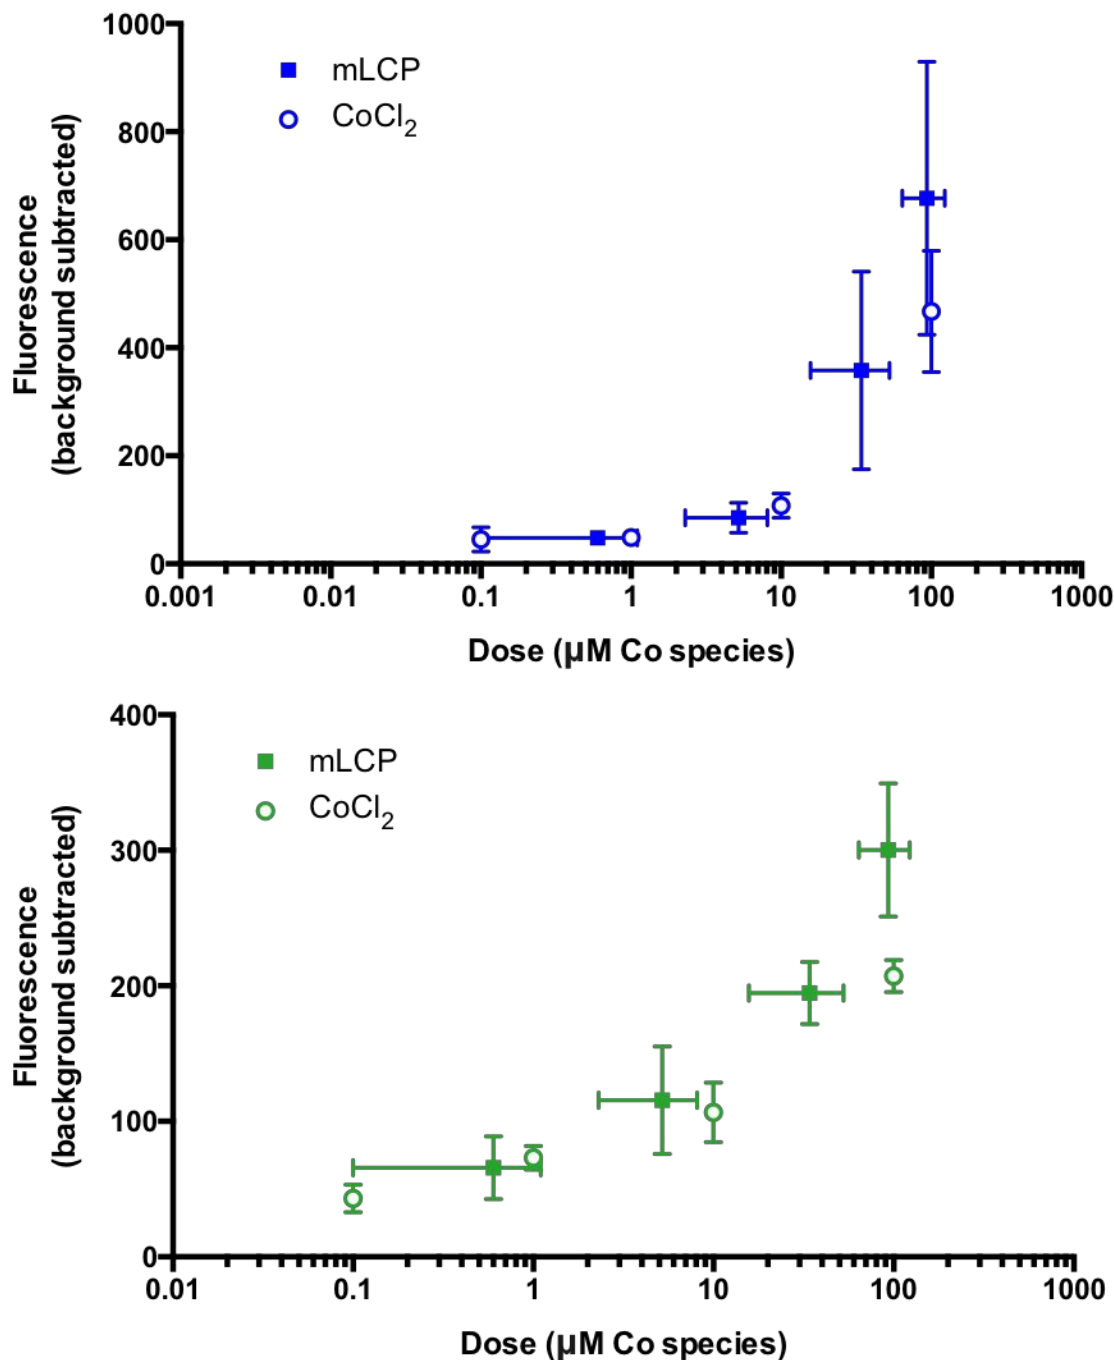 1000
800
600
400
200
0
Fluorescence
(background subtracted)
mLCP
CoCl2
0.001 0.01 0.1 1 10 100 1000
Dose (µM Co species)
400
300
200
100
0
Fluorescence
(background subtracted)
mLCP
CoCl2
0.01 0.1 1 10 100 1000
Dose (µM Co species)